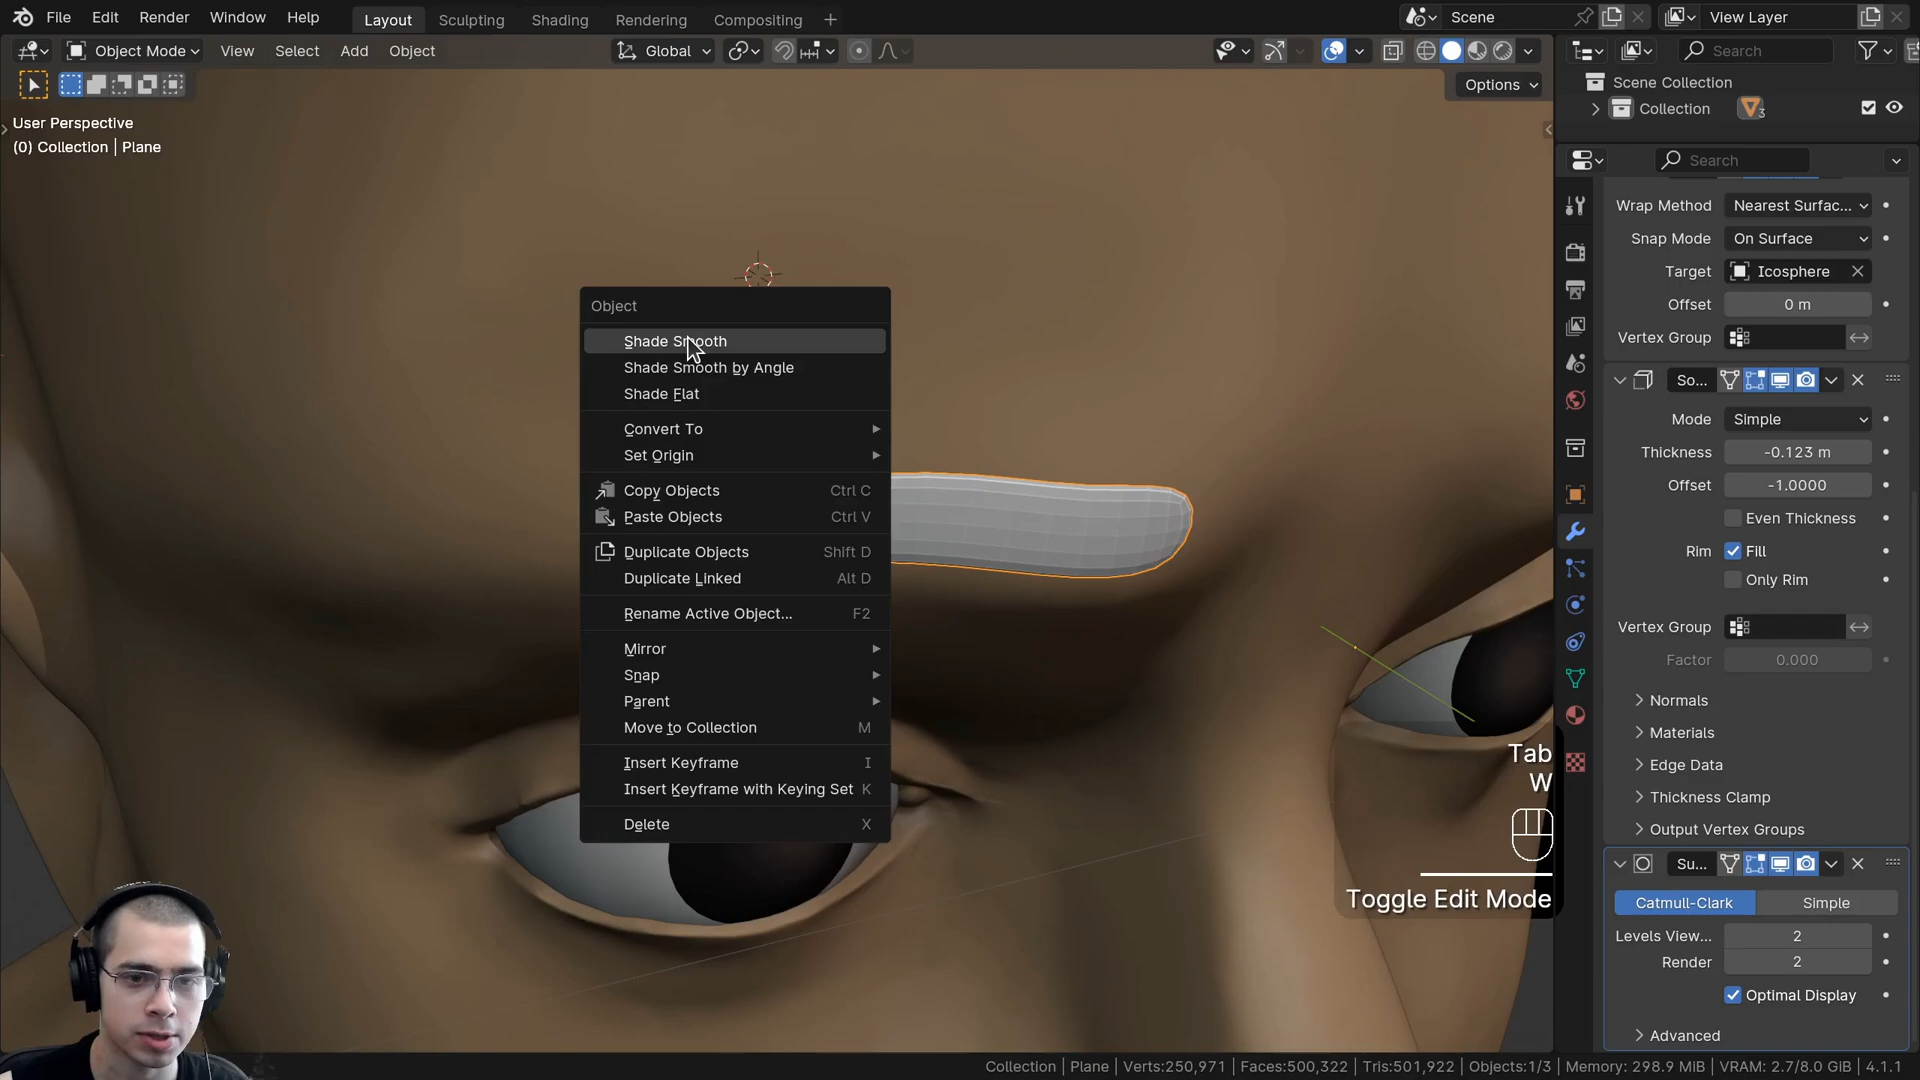 File Edit Render Window Help Layout Sculpting Shading Rendering Compositing + Scene View Layer
Object Mode View Select Add Object Global Search
Options
Scene Collection
Collection 3
User Perspective
(0) Collection | Plane
Search
Wrap Method Nearest Surfac...
Snap Mode On Surface
Target Icosphere
Offset 0 m
Vertex Group
So...
Mode Simple
Thickness -0.123 m
Offset -1.0000
Even Thickness
Rim Fill
Only Rim
Vertex Group
Factor 0.000
Normals
Materials
Edge Data
Thickness Clamp
Output Vertex Groups
Su...
Catmull-Clark Simple
Levels View... 2
Render 2
Optimal Display
Advanced
Object
Shade Smooth
Shade Smooth by Angle
Shade Flat
Convert To
Set Origin
Copy Objects Ctrl C
Paste Objects Ctrl V
Duplicate Objects Shift D
Duplicate Linked Alt D
Rename Active Object... F2
Mirror
Snap
Parent
Move to Collection M
Insert Keyframe I
Insert Keyframe with Keying Set K
Delete X
Tab
W
Toggle Edit Mode
Collection | Plane | Verts:250,971 | Faces:500,322 | Tris:501,922 | Objects:1/3 | Memory: 298.9 MiB | VRAM: 2.7/8.0 GiB | 4.1.1